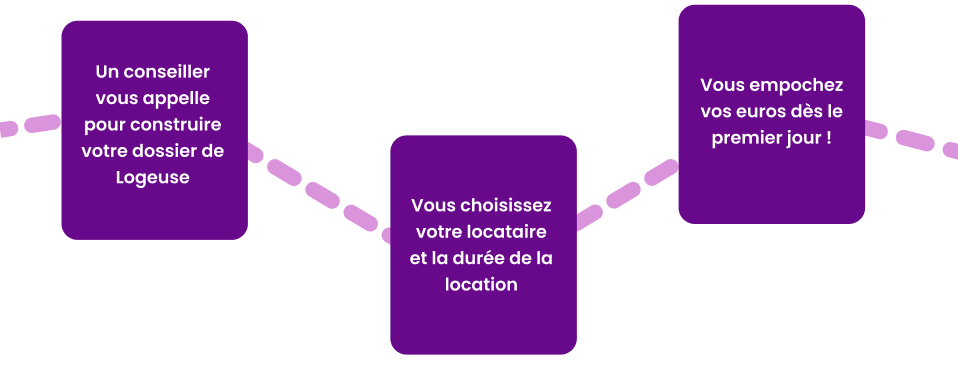 Un conseiller
vous appelle
pour construire
votre dossier de
Logeuse
Vous choisissez
votre locataire
et la durée de la
location
Vous empochez
vos euros dès le
premier jour !